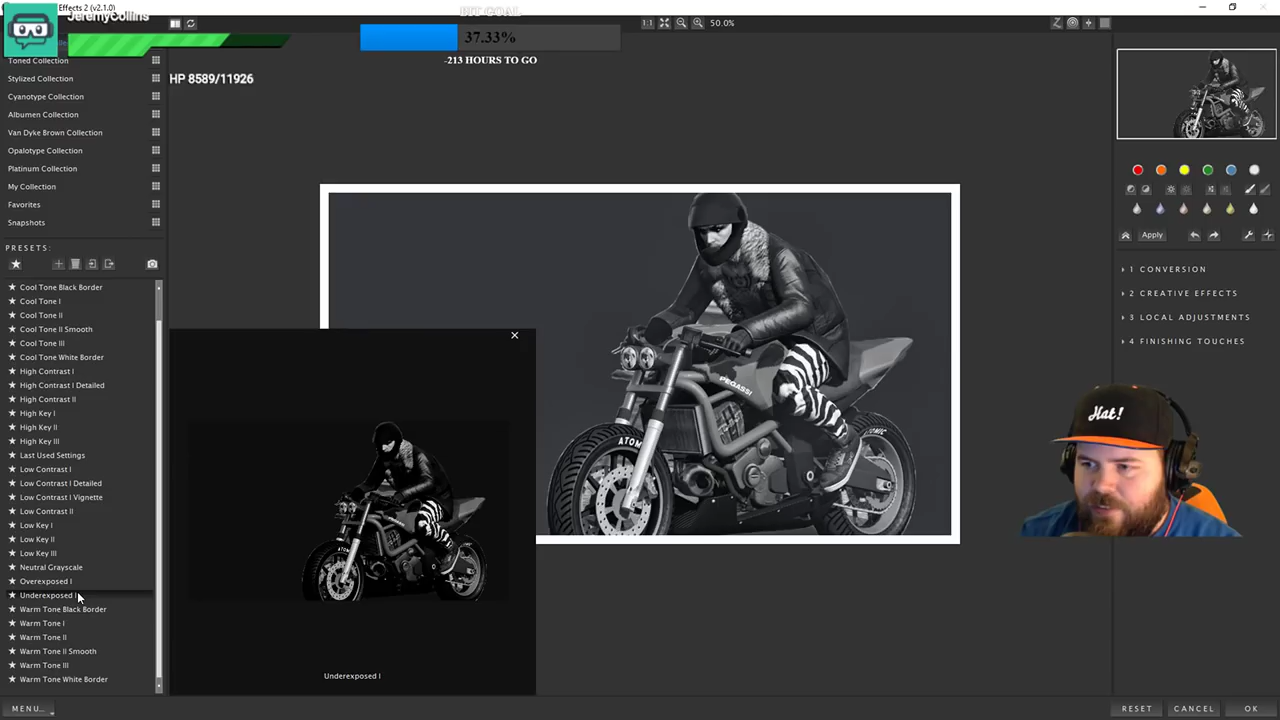 Effects 2 (v2.1.0)
JeremyCollins
BIT GOAL
37.33%
-213 HOURS TO GO
HP 8589/11926
1:1
50.0%
Toned Collection
Stylized Collection
Cyanotype Collection
Albumen Collection
Van Dyke Brown Collection
Opalotype Collection
Platinum Collection
My Collection
Favorites
Snapshots
PRESETS:
Cool Tone Black Border
Cool Tone I
Cool Tone II
Cool Tone II Smooth
Cool Tone III
Cool Tone White Border
High Contrast I
High Contrast I Detailed
High Contrast II
High Key I
High Key II
High Key III
Last Used Settings
Low Contrast I
Low Contrast I Detailed
Low Contrast I Vignette
Low Contrast II
Low Key I
Low Key II
Low Key III
Neutral Grayscale
Overexposed I
Underexposed I
Warm Tone Black Border
Warm Tone I
Warm Tone II
Warm Tone II Smooth
Warm Tone III
Warm Tone White Border
MENU...
Underexposed I
PEGASSI
ATOMIC
Apply
1 CONVERSION
2 CREATIVE EFFECTS
3 LOCAL ADJUSTMENTS
4 FINISHING TOUCHES
Hat!
RESET
CANCEL
OK